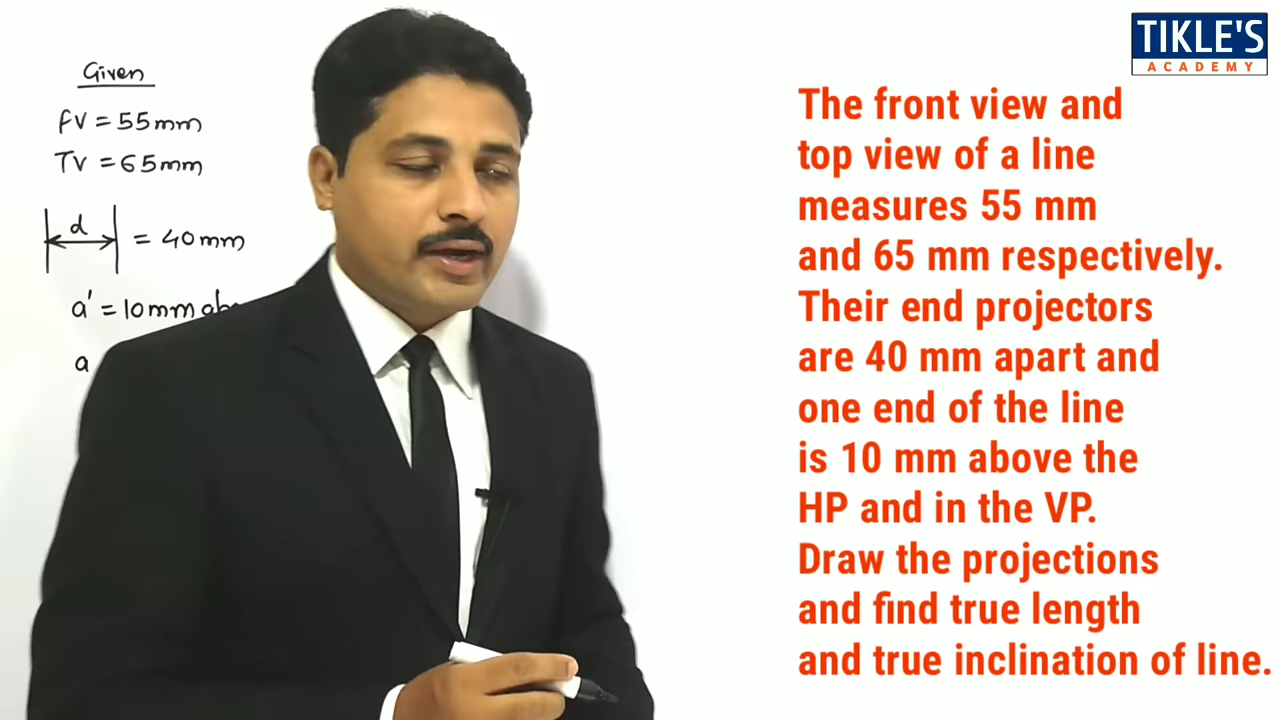 Given
FV = 55mm
TV = 65mm
d = 40mm
a' = 10mm
a
TIKLE'S
ACADEMY
The front view and
top view of a line
measures 55 mm
and 65 mm respectively.
Their end projectors
are 40 mm apart and
one end of the line
is 10 mm above the
HP and in the VP.
Draw the projections
and find true length
and true inclination of line.